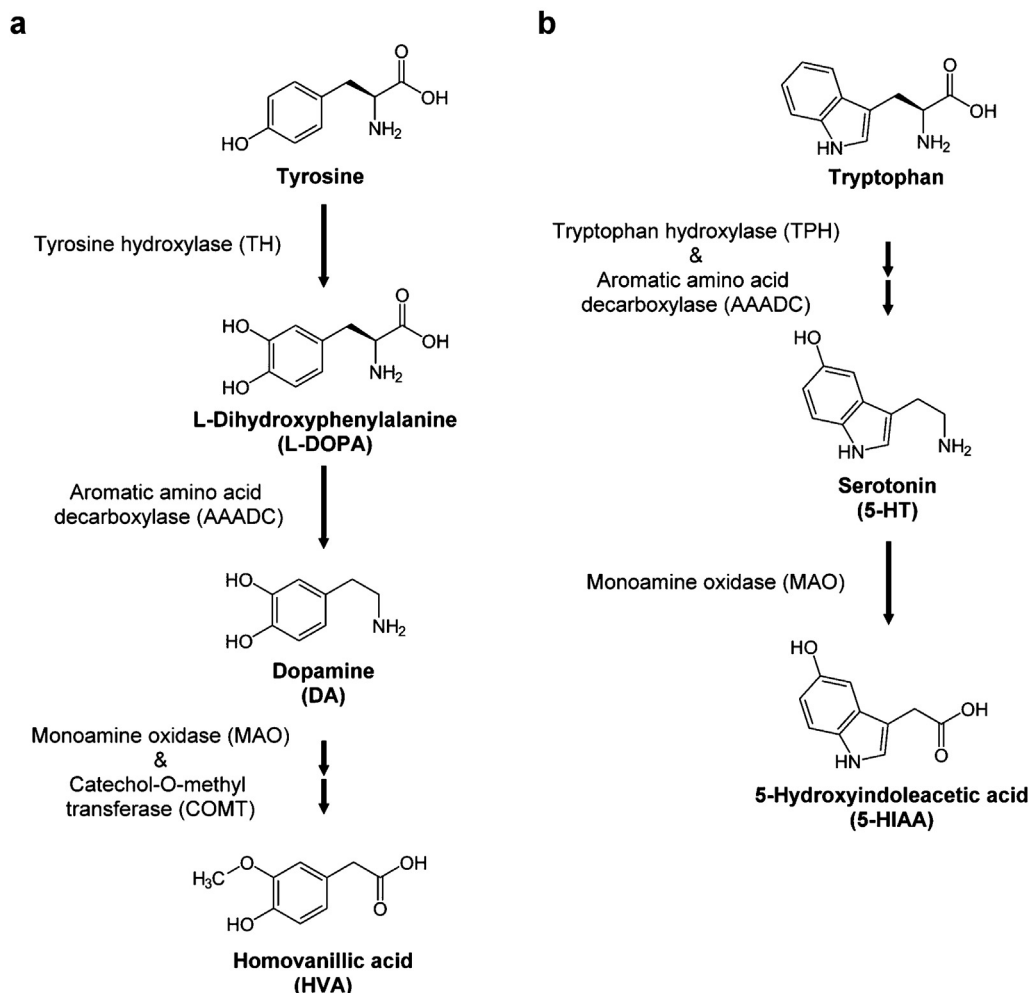 a
O
OH
HO
NH2
Tyrosine
Tyrosine hydroxylase (TH)
O
HO
OH
HO
NH2
L-Dihydroxyphenylalanine
(L-DOPA)
Aromatic amino acid
decarboxylase (AAADC)
HO
HO
NH2
Dopamine
(DA)
Monoamine oxidase (MAO)
&
Catechol-O-methyl
transferase (COMT)
O
OH
H3C
O
HO
Homovanillic acid
(HVA)
b
O
OH
HN
NH2
Tryptophan
Tryptophan hydroxylase (TPH)
&
Aromatic amino acid
decarboxylase (AAADC)
HO
HN
NH2
Serotonin
(5-HT)
Monoamine oxidase (MAO)
HO
OH
O
HN
5-Hydroxyindoleacetic acid
(5-HIAA)